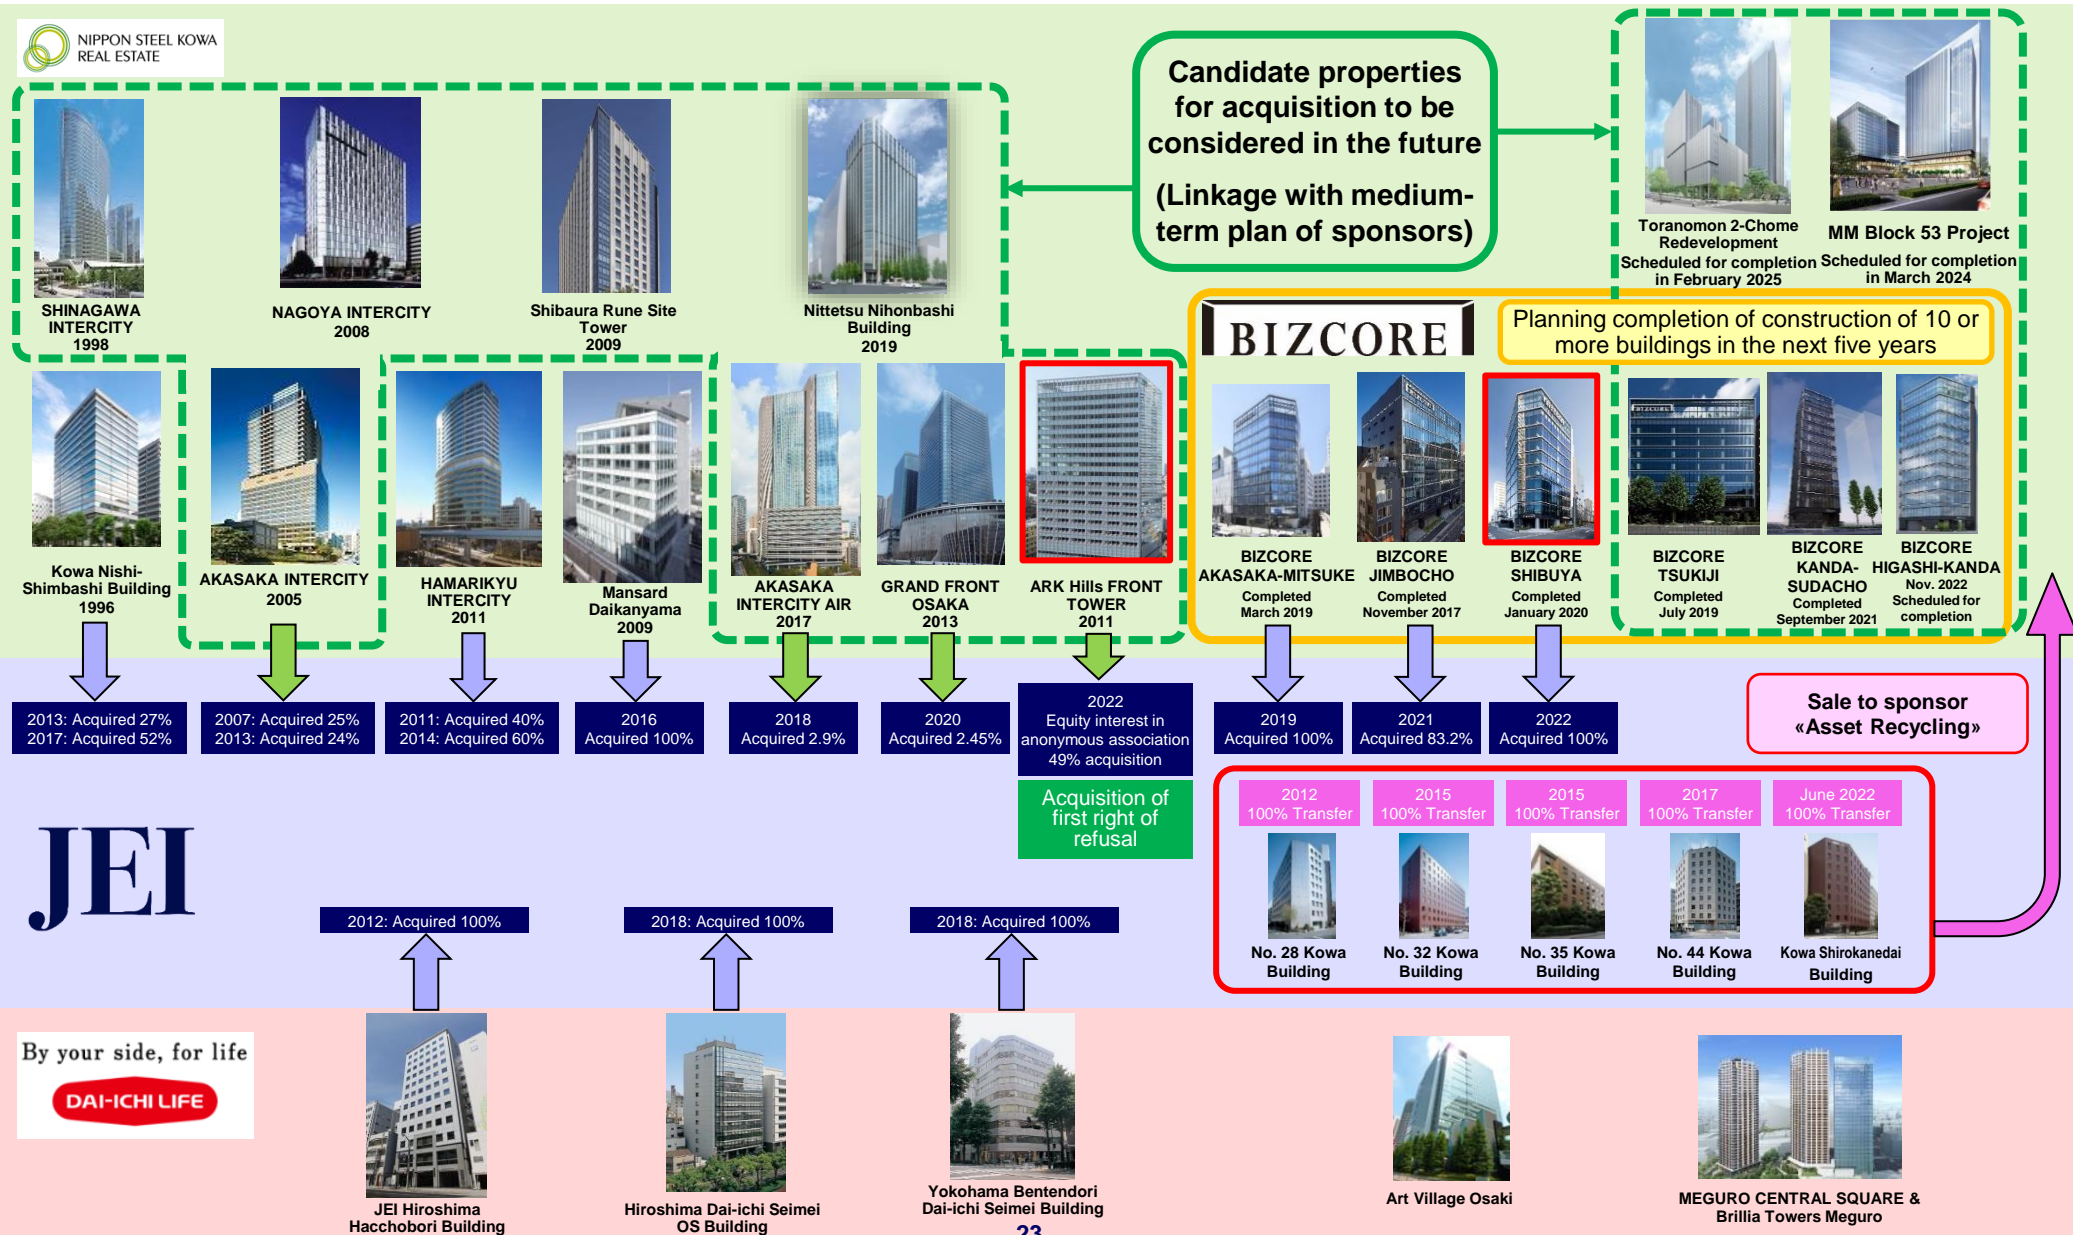 NIPPON STEEL KOWA
REAL ESTATE
Candidate properties
for acquisition to be
considered in the future
(Linkage with medium-
term plan of sponsors)
SHINAGAWA
INTERCITY
1998
NAGOYA INTERCITY
2008
Shibaura Rune Site
Tower
2009
Nittetsu Nihonbashi
Building
2019
Toranomon 2-Chome
Redevelopment
Scheduled for completion
in February 2025
MM Block 53 Project
Scheduled for completion
in March 2024
BIZCORE
Planning completion of construction of 10 or
more buildings in the next five years
Kowa Nishi-
Shimbashi Building
1996
AKASAKA INTERCITY
2005
HAMARIKYU
INTERCITY
2011
Mansard
Daikanyama
2009
AKASAKA
INTERCITY AIR
2017
GRAND FRONT
OSAKA
2013
ARK Hills FRONT
TOWER
2011
BIZCORE
AKASAKA-MITSUKE
Completed
March 2019
BIZCORE
JIMBOCHO
Completed
November 2017
BIZCORE
SHIBUYA
Completed
January 2020
BIZCORE
BIZCORE
TSUKIJI
Completed
July 2019
BIZCORE
KANDA-
SUDACHO
Completed
September 2021
BIZCORE
HIGASHI-KANDA
Nov. 2022
Scheduled for
completion
2013: Acquired 27%
2017: Acquired 52%
2007: Acquired 25%
2013: Acquired 24%
2011: Acquired 40%
2014: Acquired 60%
2016
Acquired 100%
2018
Acquired 2.9%
2020
Acquired 2.45%
2022
Equity interest in
anonymous association
49% acquisition
Acquisition of
first right of
refusal
2019
Acquired 100%
2021
Acquired 83.2%
2022
Acquired 100%
Sale to sponsor
«Asset Recycling»
2012
100% Transfer
2015
100% Transfer
2015
100% Transfer
2017
100% Transfer
June 2022
100% Transfer
No. 28 Kowa
Building
No. 32 Kowa
Building
No. 35 Kowa
Building
No. 44 Kowa
Building
Kowa Shirokanedai
Building
JEI
2012: Acquired 100%
2018: Acquired 100%
2018: Acquired 100%
By your side, for life
DAI-ICHI LIFE
JEI Hiroshima
Hacchobori Building
Hiroshima Dai-ichi Seimei
OS Building
Yokohama Bentendori
Dai-ichi Seimei Building
Art Village Osaki
MEGURO CENTRAL SQUARE &
Brillia Towers Meguro
23